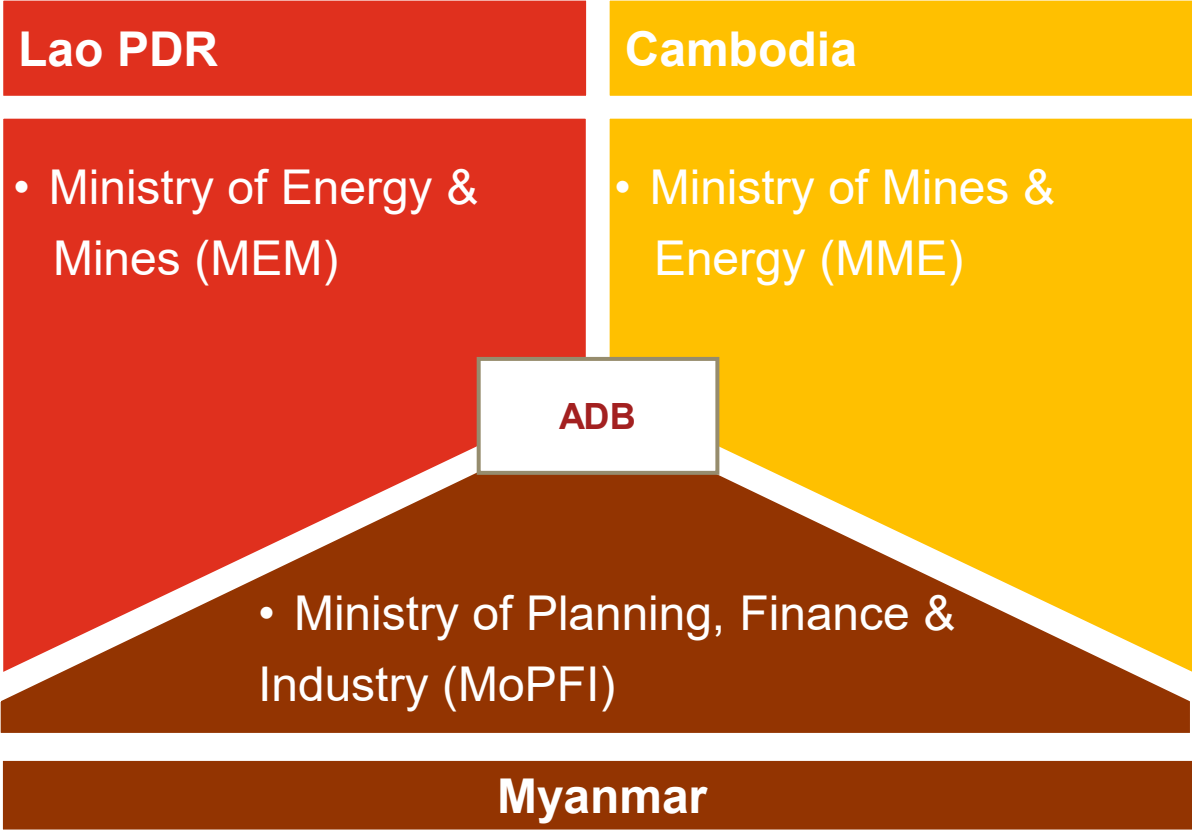 Lao PDR
Cambodia
• Ministry of Energy &
Mines (MEM)
• Ministry of Mines &
Energy (MME)
ADB
• Ministry of Planning, Finance &
Industry (MoPFI)
Myanmar